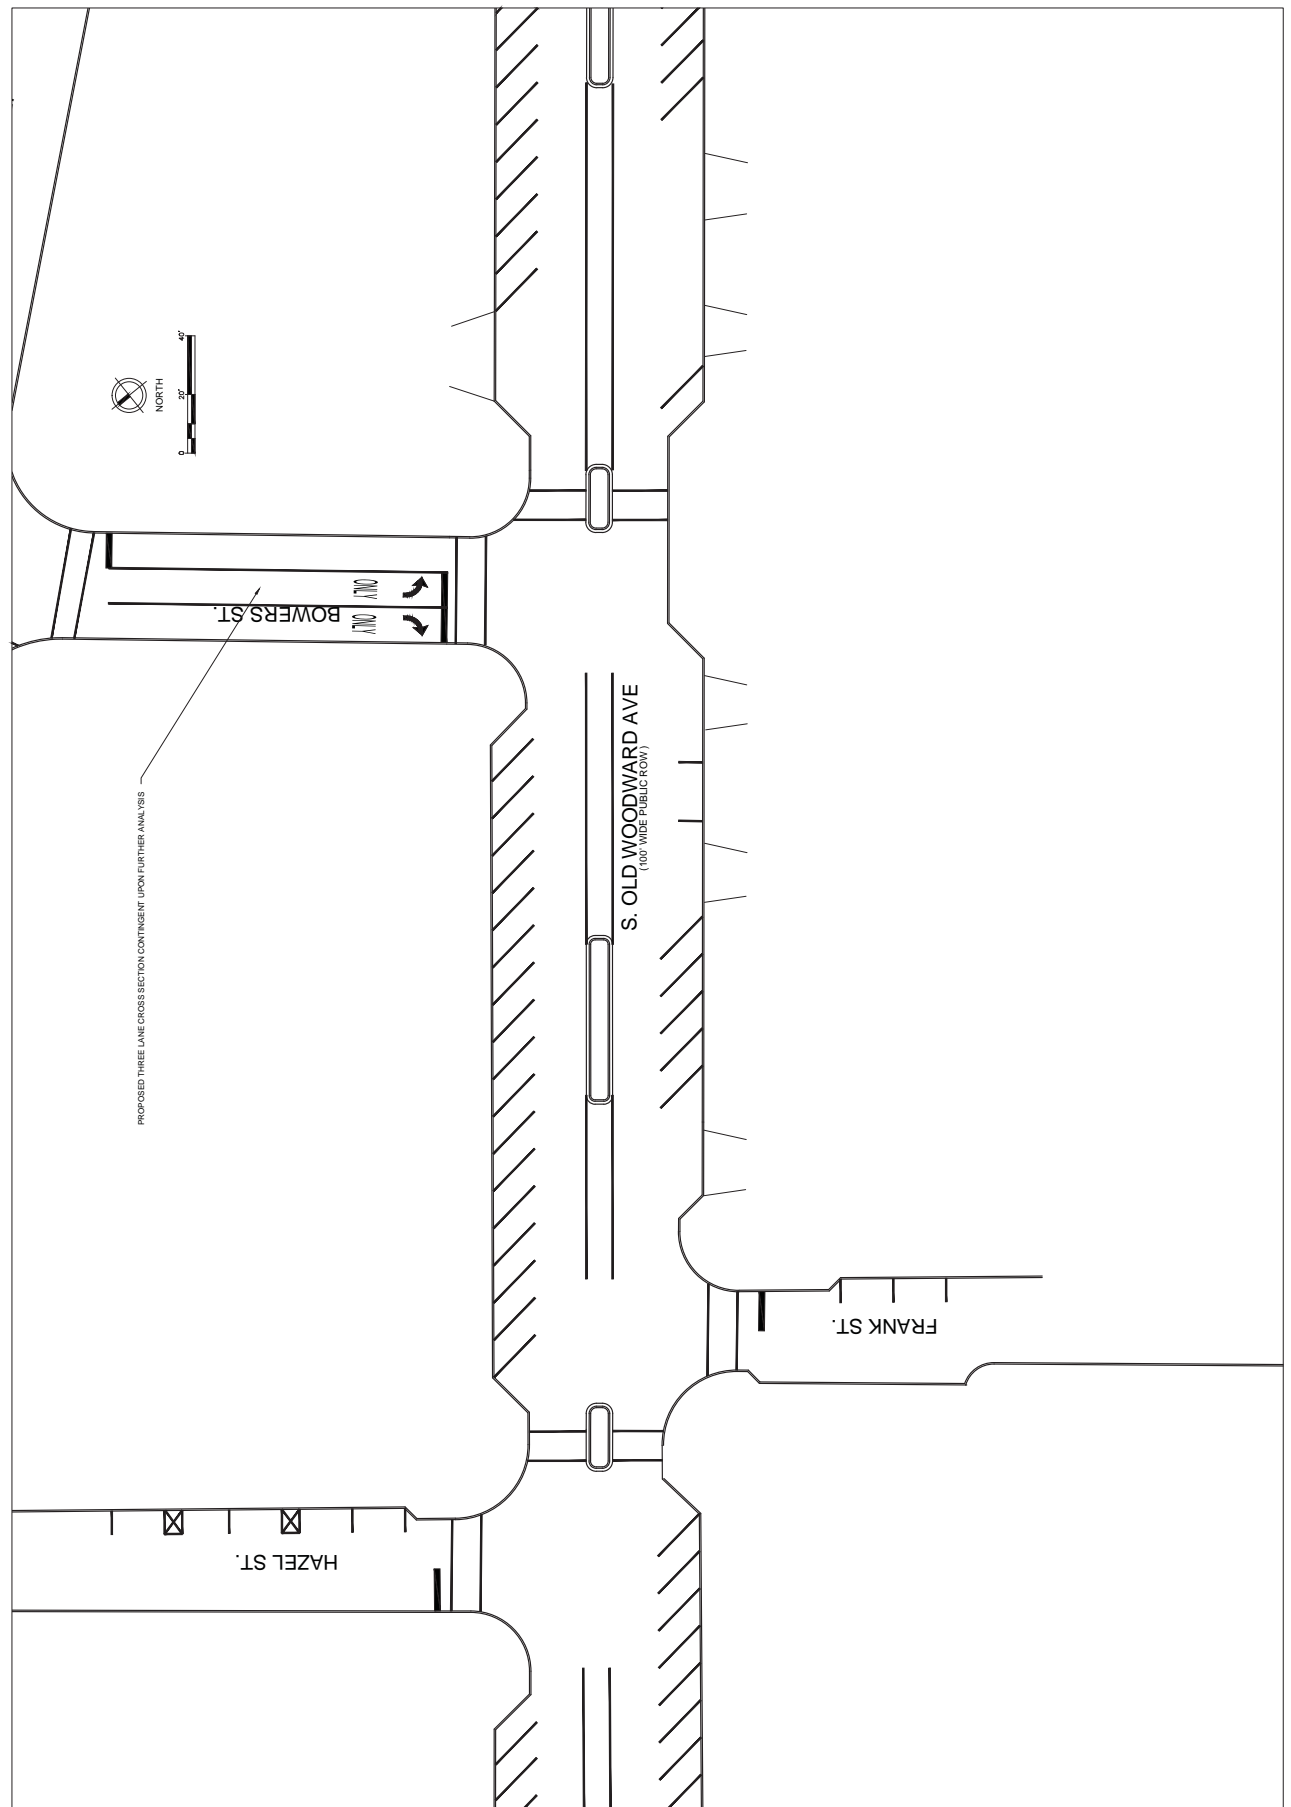 40'
20'
0
NORTH
ONLY
ONLY
BOWERS ST.
PROPOSED THREE LANE CROSS SECTION CONTINGENT UPON FURTHER ANALYSIS
S. OLD WOODWARD AVE
(100' WIDE PUBLIC ROW)
FRANK ST.
HAZEL ST.